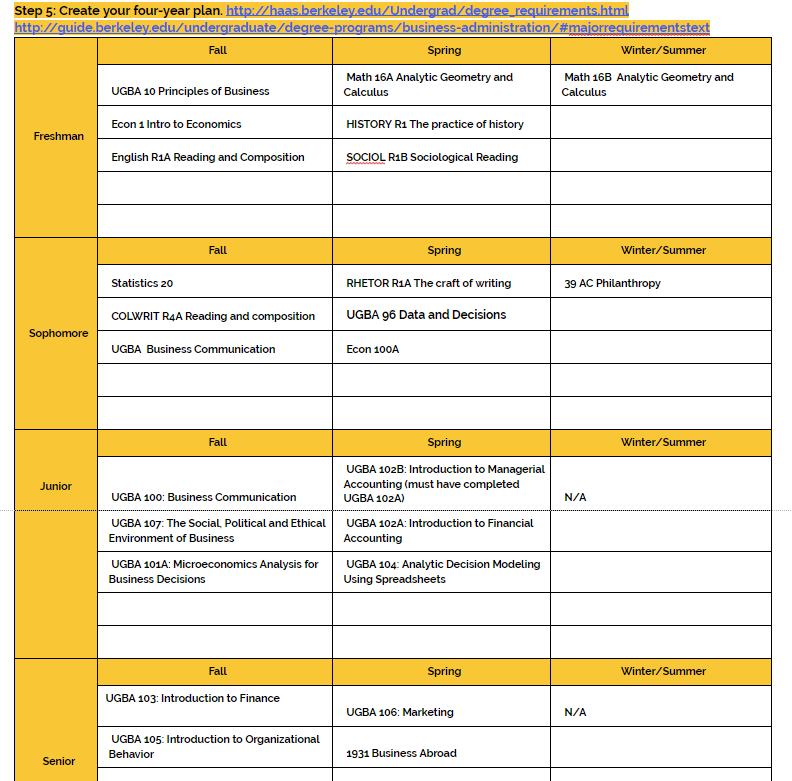 Step 5: Create your four-year plan. http://haas.berkeley.edu/Undergrad/degree_requirements.html
http://guide.berkeley.edu/undergraduate/degree-programs/business-administration/#majorrequirementstext
Fall Spring Winter/Summer
Freshman
UGBA 10 Principles of Business
Math 16A Analytic Geometry and
Calculus
Math 16B Analytic Geometry and
Calculus
Econ 1 Intro to Economics
HISTORY R1 The practice of history
English R1A Reading and Composition
SOCIOL R1B Sociological Reading
Fall Spring Winter/Summer
Sophomore
Statistics 20
RHETOR R1A The craft of writing
39 AC Philanthropy
COLWRIT R4A Reading and composition
UGBA 96 Data and Decisions
UGBA Business Communication
Econ 100A
Fall Spring Winter/Summer
Junior
UGBA 100: Business Communication
UGBA 102B: Introduction to Managerial
Accounting (must have completed
UGBA 102A)
N/A
UGBA 107: The Social, Political and Ethical
Environment of Business
UGBA 102A: Introduction to Financial
Accounting
UGBA 101A: Microeconomics Analysis for
Business Decisions
UGBA 104: Analytic Decision Modeling
Using Spreadsheets
Fall Spring Winter/Summer
Senior
UGBA 103: Introduction to Finance
UGBA 106: Marketing
N/A
UGBA 105: Introduction to Organizational
Behavior
1931 Business Abroad